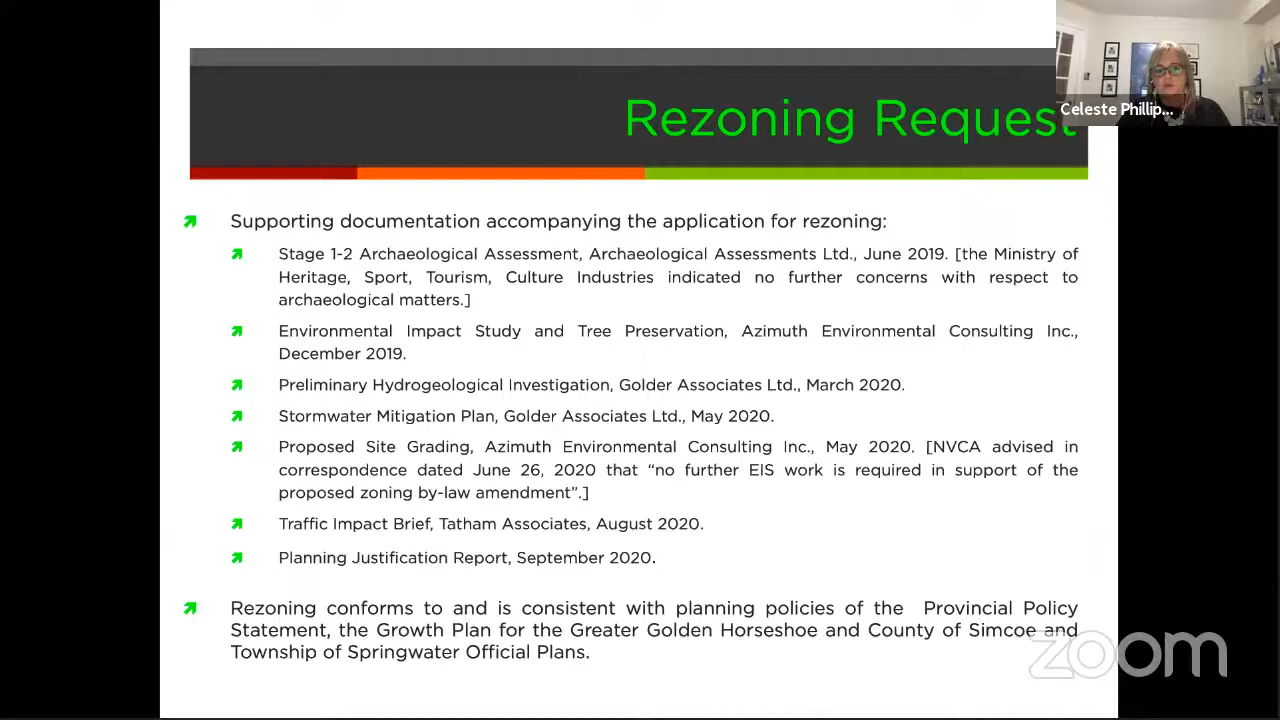 Rezoning Request
Celeste Phillip...
Supporting documentation accompanying the application for rezoning:
Stage 1-2 Archaeological Assessment, Archaeological Assessments Ltd., June 2019. [the Ministry of
Heritage, Sport, Tourism, Culture Industries indicated no further concerns with respect to
archaeological matters.]
Environmental Impact Study and Tree Preservation, Azimuth Environmental Consulting Inc.,
December 2019.
Preliminary Hydrogeological Investigation, Golder Associates Ltd., March 2020.
Stormwater Mitigation Plan, Golder Associates Ltd., May 2020.
Proposed Site Grading, Azimuth Environmental Consulting Inc., May 2020. [NVCA advised in
correspondence dated June 26, 2020 that “no further EIS work is required in support of the
proposed zoning by-law amendment”.]
Traffic Impact Brief, Tatham Associates, August 2020.
Planning Justification Report, September 2020.
Rezoning conforms to and is consistent with planning policies of the Provincial Policy
Statement, the Growth Plan for the Greater Golden Horseshoe and County of Simcoe and
Township of Springwater Official Plans.
zoom